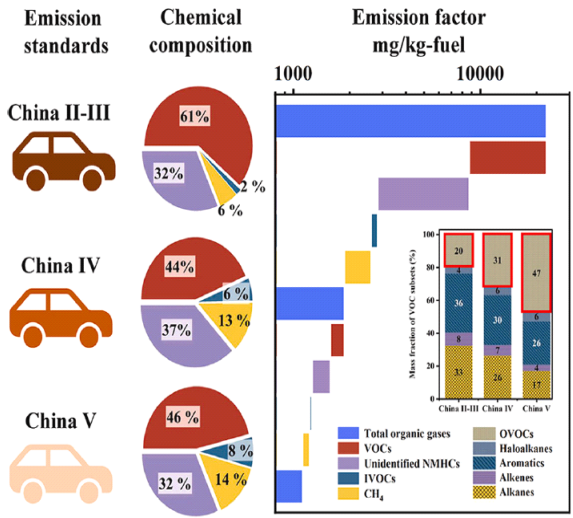 Emission
standards
Chemical
composition
Emission factor
mg/kg-fuel
1000
10000
China II-III
61%
32%
6 %
2 %
China IV
44%
6 %
13 %
37%
China V
46 %
8 %
14 %
32 %
Mass fraction of VOC subsets (%)
100
80
60
40
20
0
20
4
36
8
33
31
6
30
7
26
47
6
26
4
17
China II-III
China IV
China V
Total organic gases
VOCs
Unidentified NMHCs
IVOCs
CH4
OVOCs
Haloalkanes
Aromatics
Alkenes
Alkanes